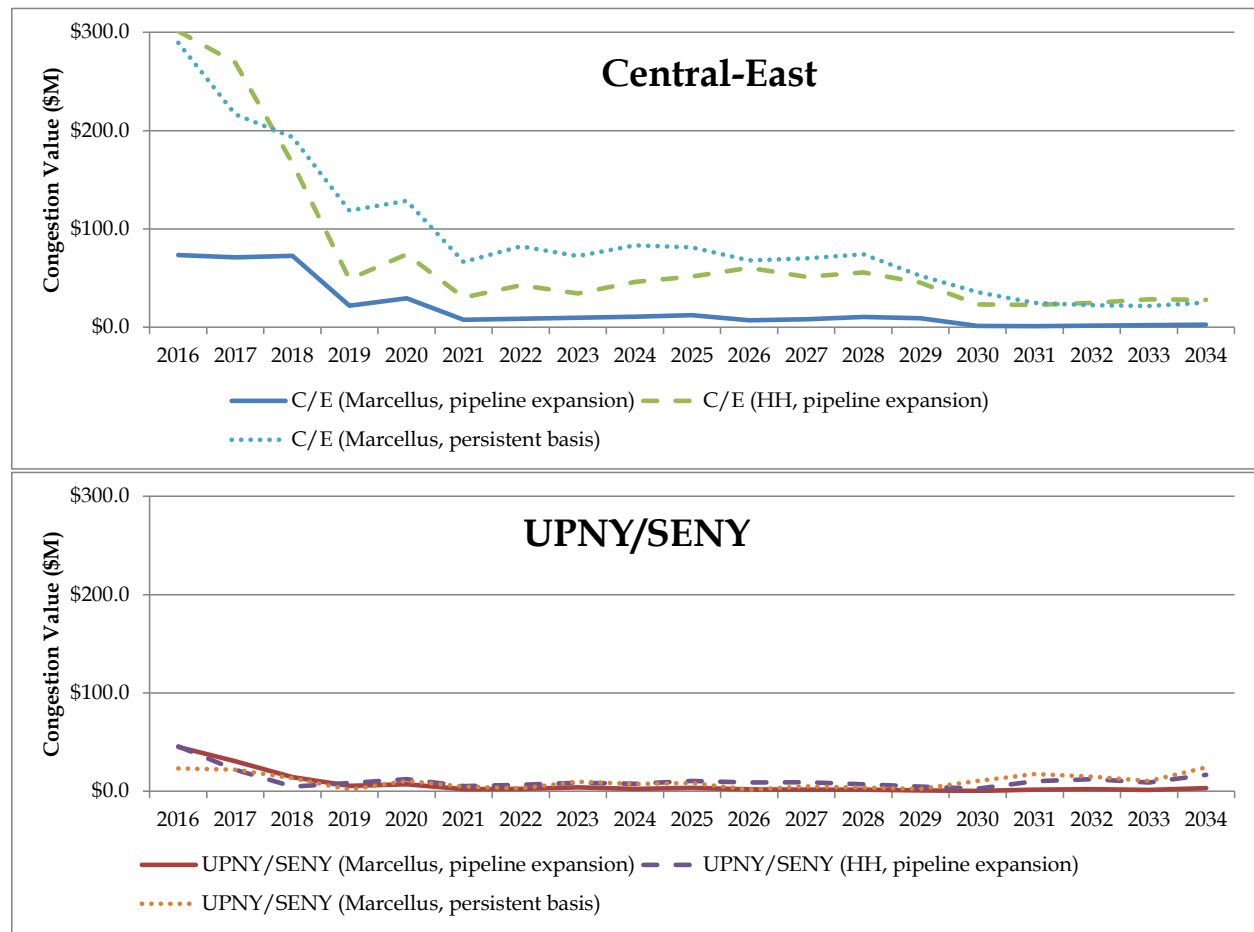 Central-East
Congestion Value ($M)
$300.0
$200.0
$100.0
$0.0
2016 2017 2018 2019 2020 2021 2022 2023 2024 2025 2026 2027 2028 2029 2030 2031 2032 2033 2034
C/E (Marcellus, pipeline expansion) C/E (HH, pipeline expansion)
C/E (Marcellus, persistent basis)
UPNY/SENY
Congestion Value ($M)
$300.0
$200.0
$100.0
$0.0
2016 2017 2018 2019 2020 2021 2022 2023 2024 2025 2026 2027 2028 2029 2030 2031 2032 2033 2034
UPNY/SENY (Marcellus, pipeline expansion) UPNY/SENY (HH, pipeline expansion)
UPNY/SENY (Marcellus, persistent basis)